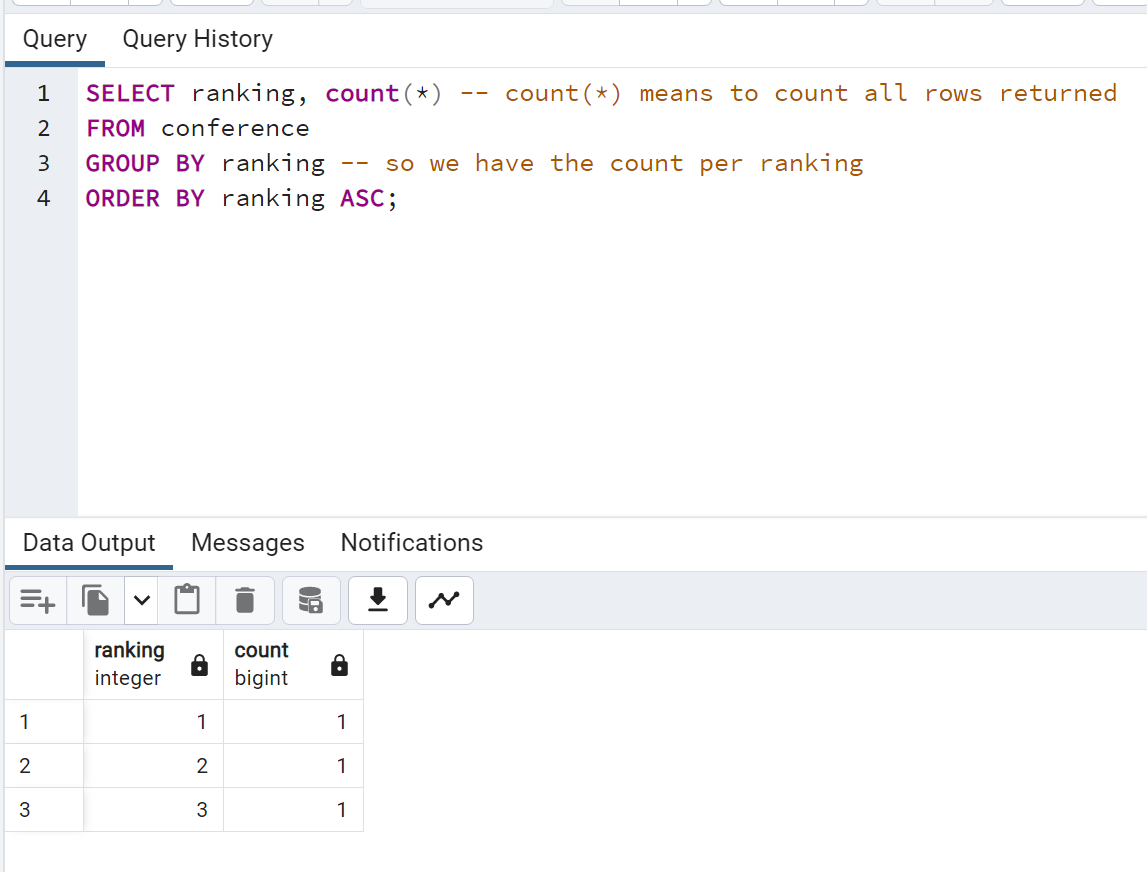 Query Query History
1 SELECT ranking, count(*) -- count(*) means to count all rows returned
2 FROM conference
3 GROUP BY ranking -- so we have the count per ranking
4 ORDER BY ranking ASC;
Data Output Messages Notifications
ranking count
integer bigint
1 1 1
2 2 1
3 3 1